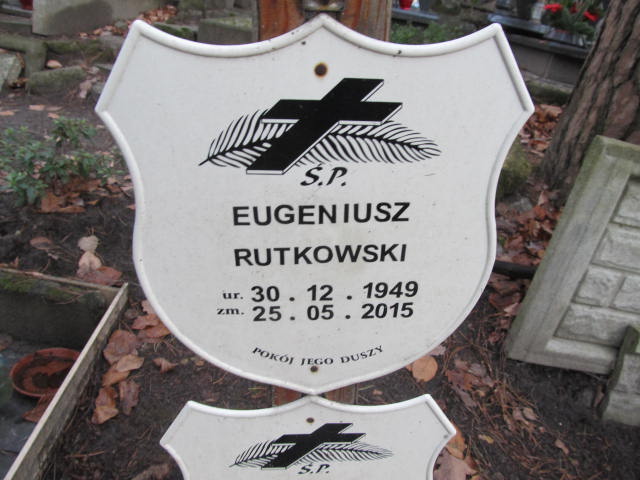 Ś.P.
EUGENIUSZ
RUTKOWSKI
ur. 30 . 12 . 1949
zm. 25 . 05 . 2015
POKÓJ JEGO DUSZY
Ś.P.